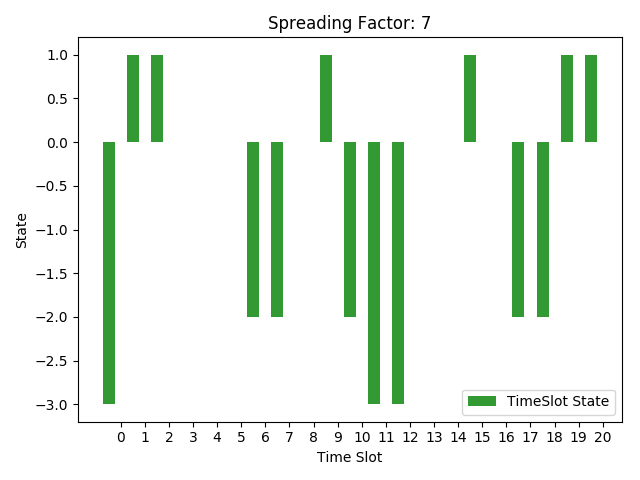 Spreading Factor: 7
1.0
0.5
0.0
−0.5
−1.0
−1.5
−2.0
−2.5
−3.0
State
TimeSlot State
0 1 2 3 4 5 6 7 8 9 10 11 12 13 14 15 16 17 18 19 20
Time Slot